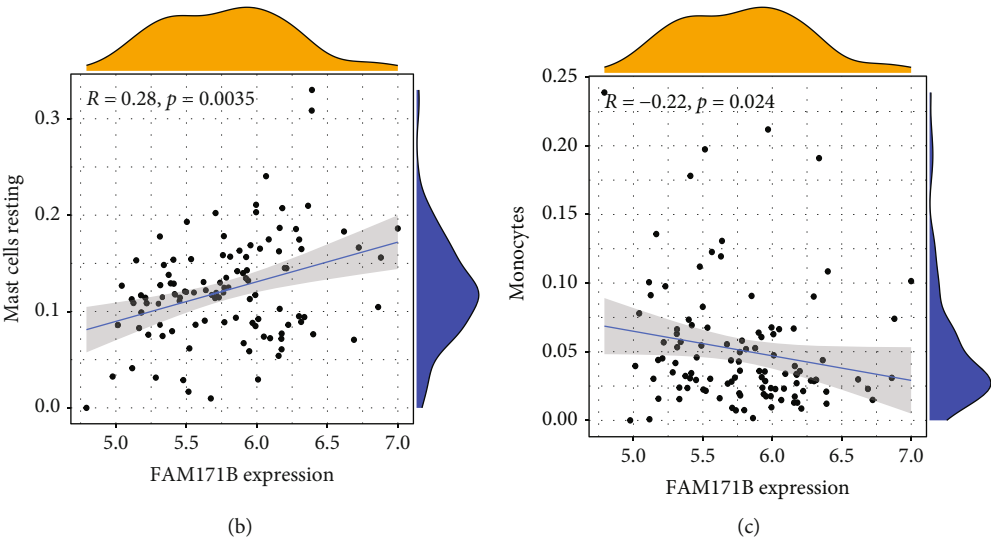 R = 0.28, p = 0.0035
Mast cells resting
0.3
0.2
0.1
0.0
5.0 5.5 6.0 6.5 7.0
FAM171B expression
(b)
R = −0.22, p = 0.024
Monocytes
0.25
0.20
0.15
0.10
0.05
0.00
5.0 5.5 6.0 6.5 7.0
FAM171B expression
(c)